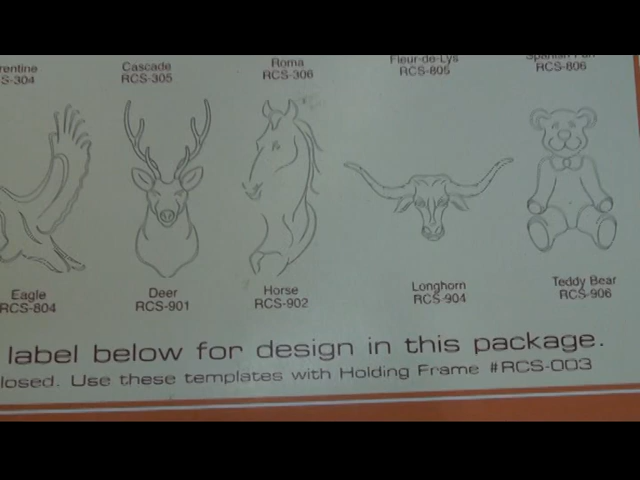 rentine
S-304
Cascade
RCS-305
Roma
RCS-306
Fleur-de-Lys
RCS-805
RCS-806
Eagle
RCS-804
Deer
RCS-901
Horse
RCS-902
Longhorn
RCS-904
Teddy Bear
RCS-906
label below for design in this package.
losed. Use these templates with Holding Frame #RCS-003